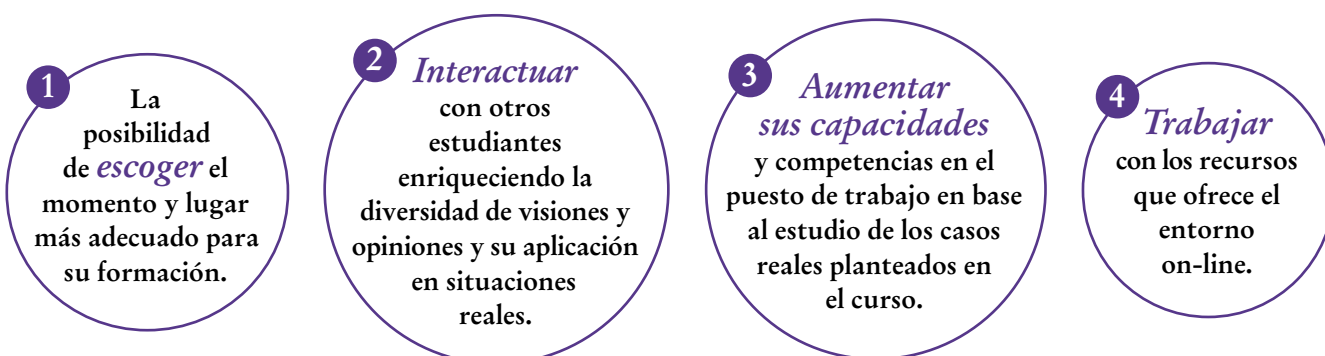 1
La
posibilidad
de escoger el
momento y lugar
más adecuado para
su formación.
2
Interactuar
con otros
estudiantes
enriqueciendo la
diversidad de visiones y
opiniones y su aplicación
en situaciones
reales.
3
Aumentar
sus capacidades
y competencias en el
puesto de trabajo en base
al estudio de los casos
reales planteados en
el curso.
4
Trabajar
con los recursos
que ofrece el
entorno
on-line.